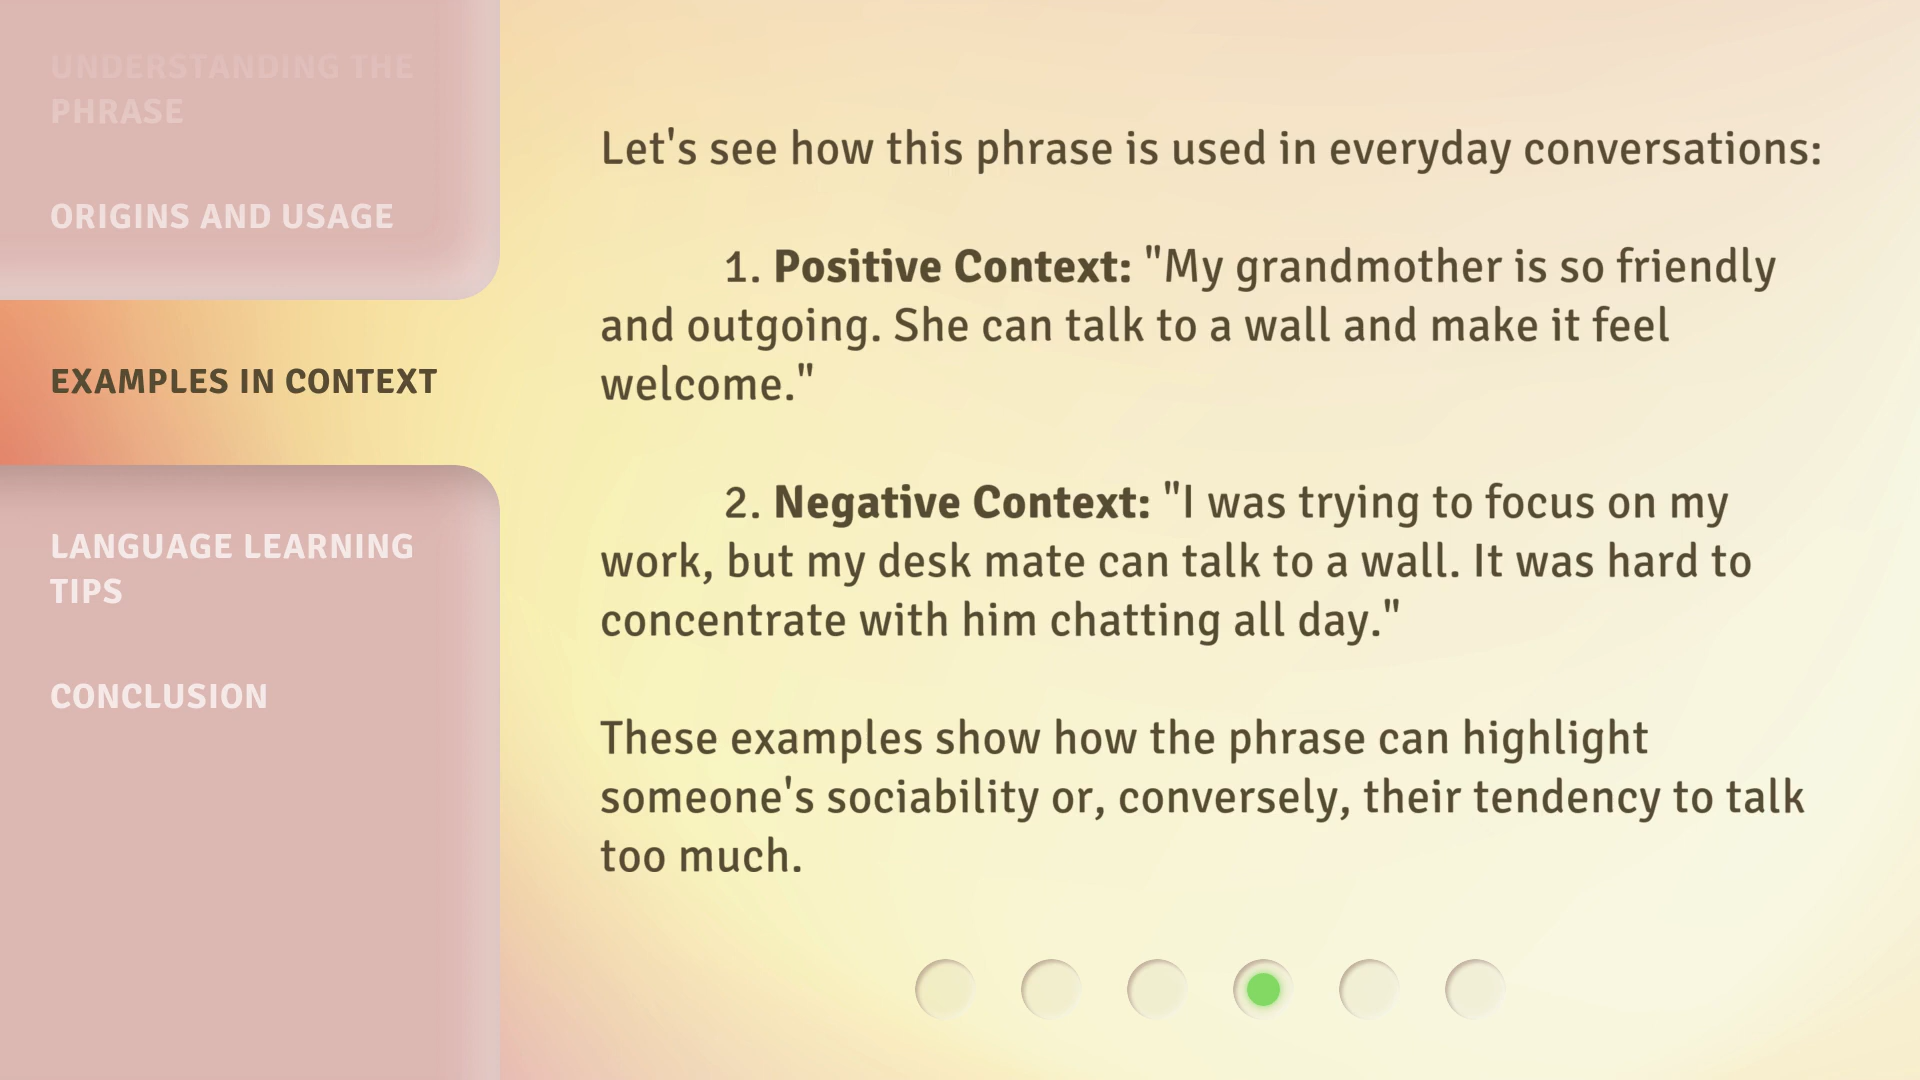 UNDERSTANDING THE
PHRASE
ORIGINS AND USAGE
EXAMPLES IN CONTEXT
LANGUAGE LEARNING
TIPS
CONCLUSION
Let's see how this phrase is used in everyday conversations:
1. Positive Context: "My grandmother is so friendly
and outgoing. She can talk to a wall and make it feel
welcome."
2. Negative Context: "I was trying to focus on my
work, but my desk mate can talk to a wall. It was hard to
concentrate with him chatting all day."
These examples show how the phrase can highlight
someone's sociability or, conversely, their tendency to talk
too much.